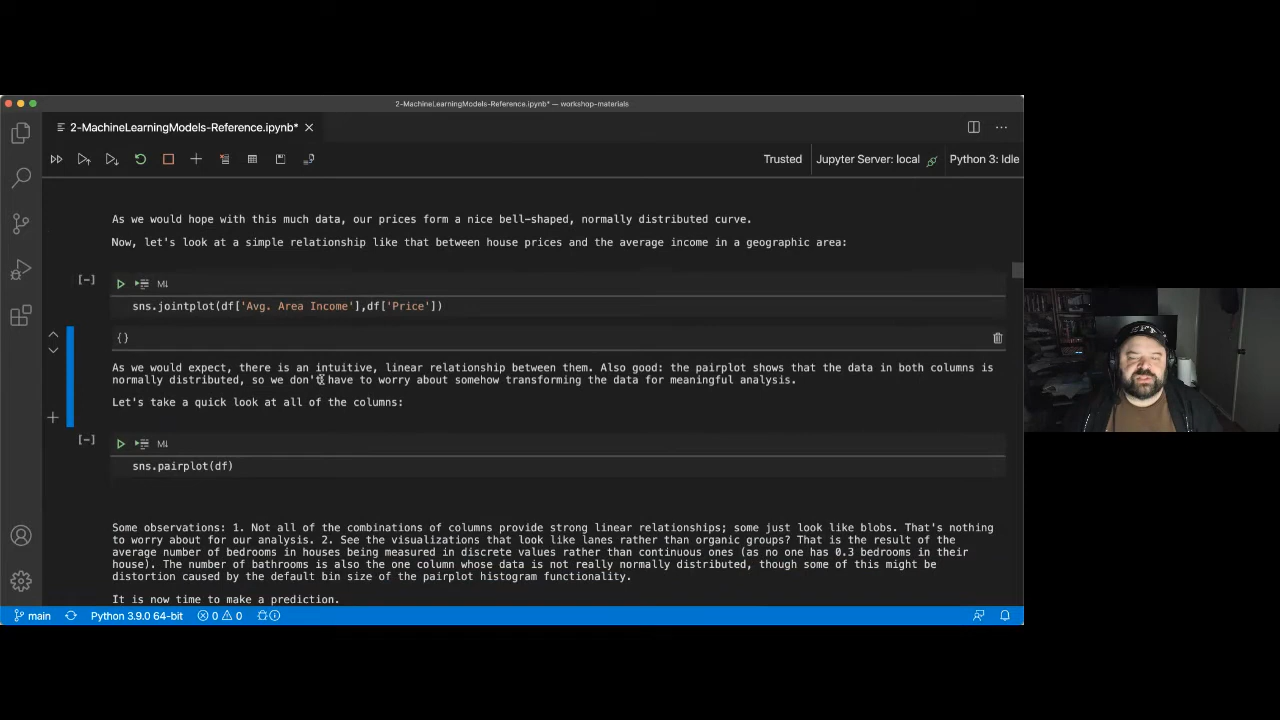 2-MachineLearningModels-Reference.ipynb* — workshop-materials
2-MachineLearningModels-Reference.ipynb*
Trusted
Jupyter Server: local
Python 3: Idle
As we would hope with this much data, our prices form a nice bell-shaped, normally distributed curve.
Now, let's look at a simple relationship like that between house prices and the average income in a geographic area:
[-]
M↓
sns.jointplot(df['Avg. Area Income'],df['Price'])
{}
As we would expect, there is an intuitive, linear relationship between them. Also good: the pairplot shows that the data in both columns is
normally distributed, so we don't have to worry about somehow transforming the data for meaningful analysis.
Let's take a quick look at all of the columns:
[-]
M↓
sns.pairplot(df)
Some observations: 1. Not all of the combinations of columns provide strong linear relationships; some just look like blobs. That's nothing
to worry about for our analysis. 2. See the visualizations that look like lanes rather than organic groups? That is the result of the
average number of bedrooms in houses being measured in discrete values rather than continuous ones (as no one has 0.3 bedrooms in their
house). The number of bathrooms is also the one column whose data is not really normally distributed, though some of this might be
distortion caused by the default bin size of the pairplot histogram functionality.
It is now time to make a prediction.
main
Python 3.9.0 64-bit
0
0